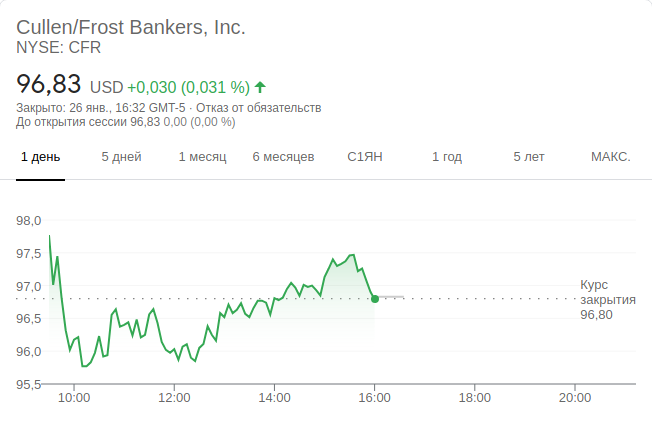 Cullen/Frost Bankers, Inc.
NYSE: CFR
96,83 USD +0,030 (0,031 %)
Закрыто: 26 янв., 16:32 GMT-5 · Отказ от обязательств
До открытия сессии 96,83 0,00 (0,00 %)
1 день 5 дней 1 месяц 6 месяцев С1ЯН 1 год 5 лет МАКС.
98,0
97,5
97,0
96,5
96,0
95,5
Курс
закрытия
96,80
10:00 12:00 14:00 16:00 18:00 20:00